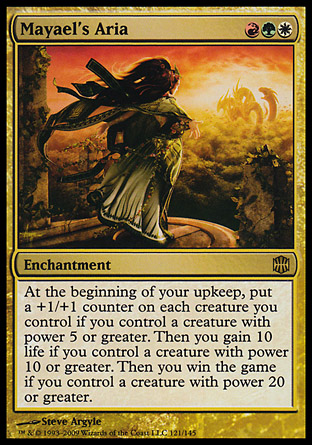 Mayael's Aria
Enchantment
At the beginning of your upkeep, put
a +1/+1 counter on each creature you
control if you control a creature with
power 5 or greater. Then you gain 10
life if you control a creature with power
10 or greater. Then you win the game
if you control a creature with power 20
or greater.
Steve Argyle
™ & © 1993-2009 Wizards of the Coast LLC 121/145